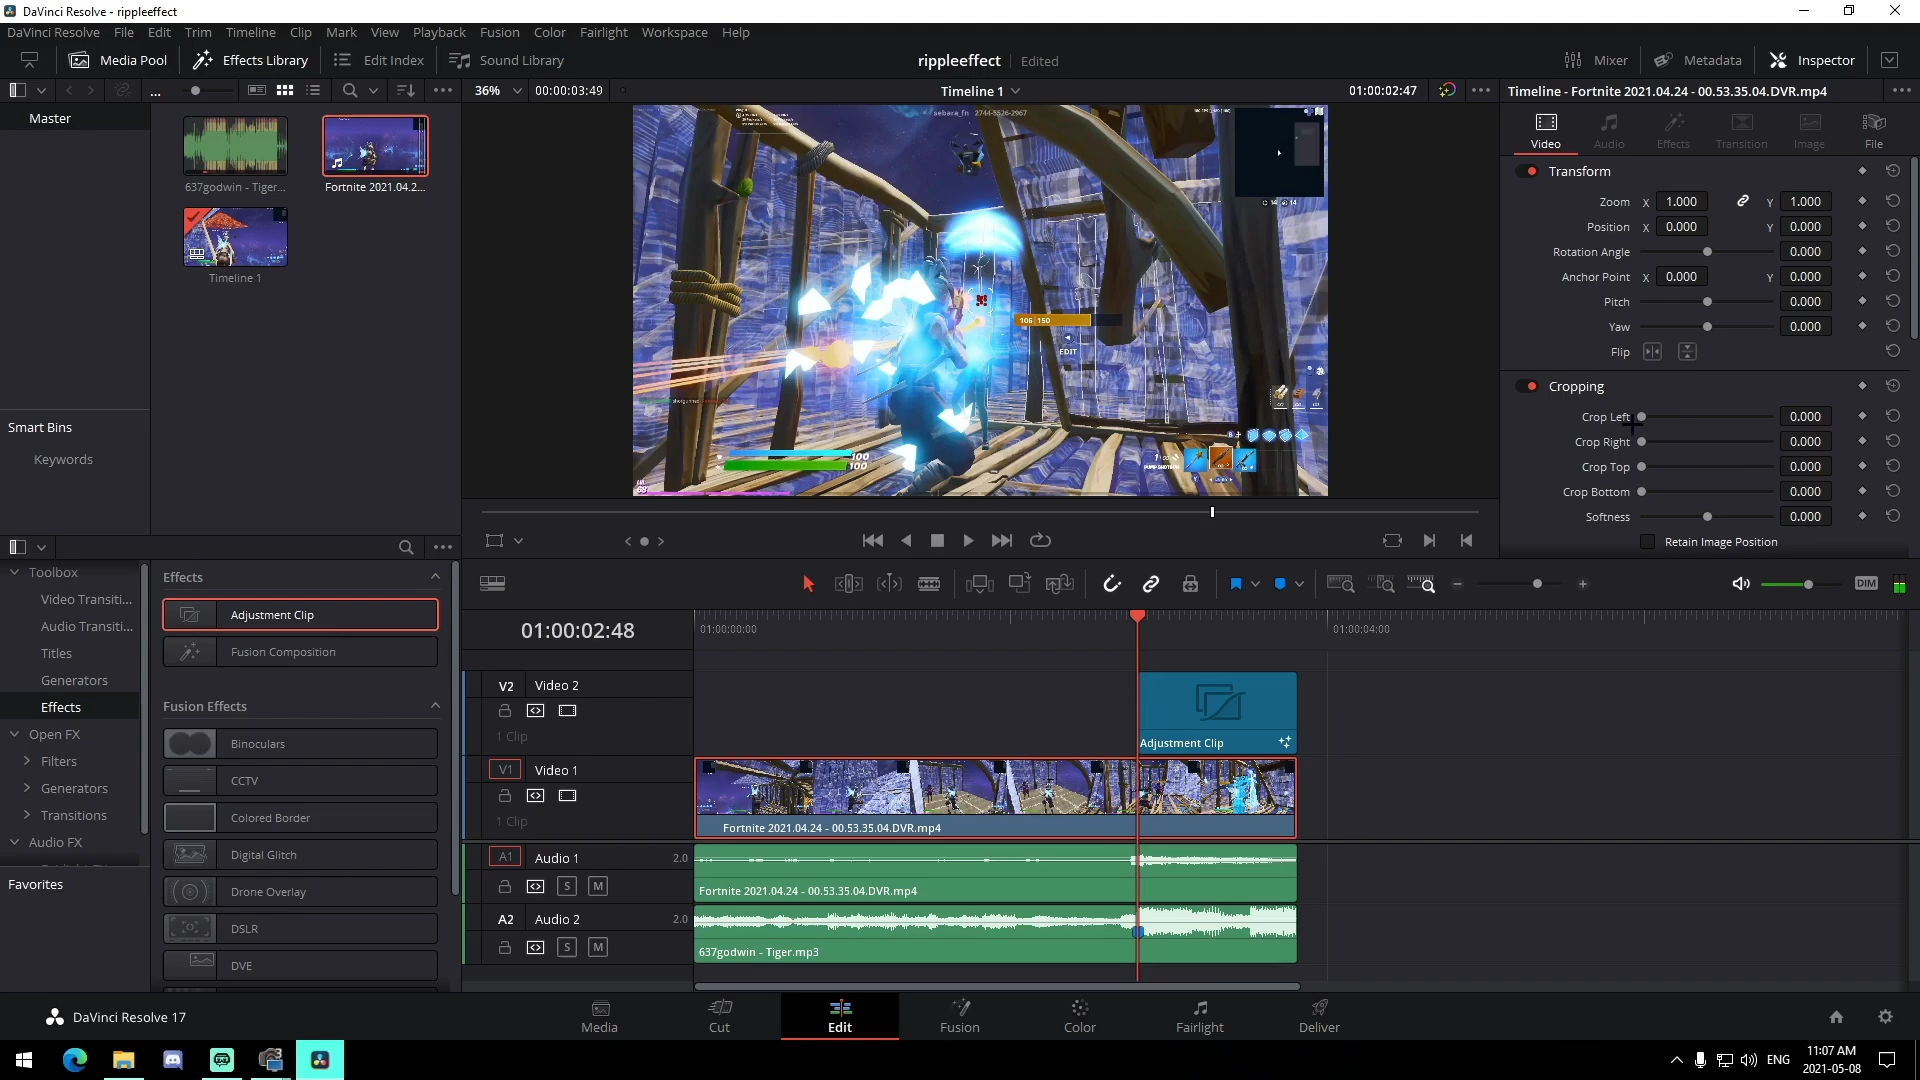 DaVinci Resolve - rippleeffect
DaVinci Resolve File Edit Trim Timeline Clip Mark View Playback Fusion Color Fairlight Workspace Help
Media Pool Effects Library Edit Index Sound Library
rippleeffect Edited
Mixer Metadata Inspector
36% 00:00:03:49 Timeline 1 01:00:02:47
Timeline - Fortnite 2021.04.24 - 00.53.35.04.DVR.mp4
Master
637godwin - Tiger...
Fortnite 2021.04.2...
Timeline 1
Smart Bins
Keywords
sebara_fn 2744-5526-2967
106 | 150
EDIT
100
100
Video Audio Effects Transition Image File
Transform
Zoom X 1.000 Y 1.000
Position X 0.000 Y 0.000
Rotation Angle 0.000
Anchor Point X 0.000 Y 0.000
Pitch 0.000
Yaw 0.000
Flip
Cropping
Crop Left 0.000
Crop Right 0.000
Crop Top 0.000
Crop Bottom 0.000
Softness 0.000
Retain Image Position
Toolbox
Video Transiti...
Audio Transiti...
Titles
Generators
Effects
Open FX
Filters
Generators
Transitions
Audio FX
Favorites
Effects
Adjustment Clip
Fusion Composition
Fusion Effects
Binoculars
CCTV
Colored Border
Digital Glitch
Drone Overlay
DSLR
DVE
DIM
01:00:02:48
01:00:00:00
01:00:04:00
V2 Video 2
1 Clip
Adjustment Clip
V1 Video 1
1 Clip
Fortnite 2021.04.24 - 00.53.35.04.DVR.mp4
A1 Audio 1 2.0
S M
Fortnite 2021.04.24 - 00.53.35.04.DVR.mp4
A2 Audio 2 2.0
S M
637godwin - Tiger.mp3
DaVinci Resolve 17
Media Cut Edit Fusion Color Fairlight Deliver
ENG
11:07 AM
2021-05-08